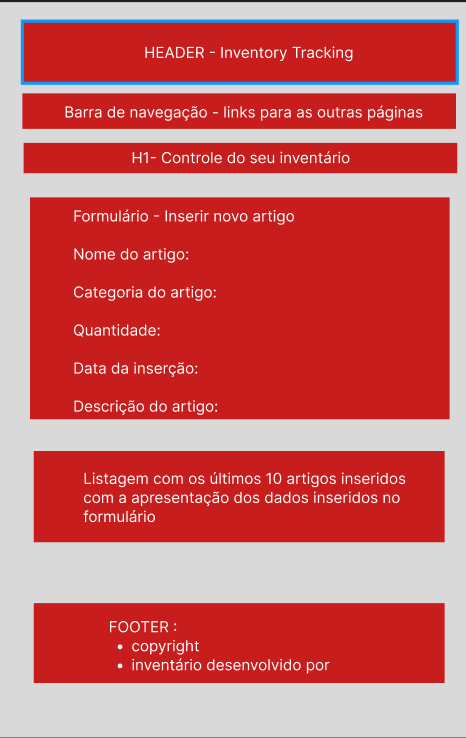 HEADER - Inventory Tracking
Barra de navegação - links para as outras páginas
H1- Controle do seu inventário
Formulário - Inserir novo artigo
Nome do artigo:
Categoria do artigo:
Quantidade:
Data da inserção:
Descrição do artigo:
Listagem com os últimos 10 artigos inseridos
com a apresentação dos dados inseridos no
formulário
FOOTER :
• copyright
• inventário desenvolvido por